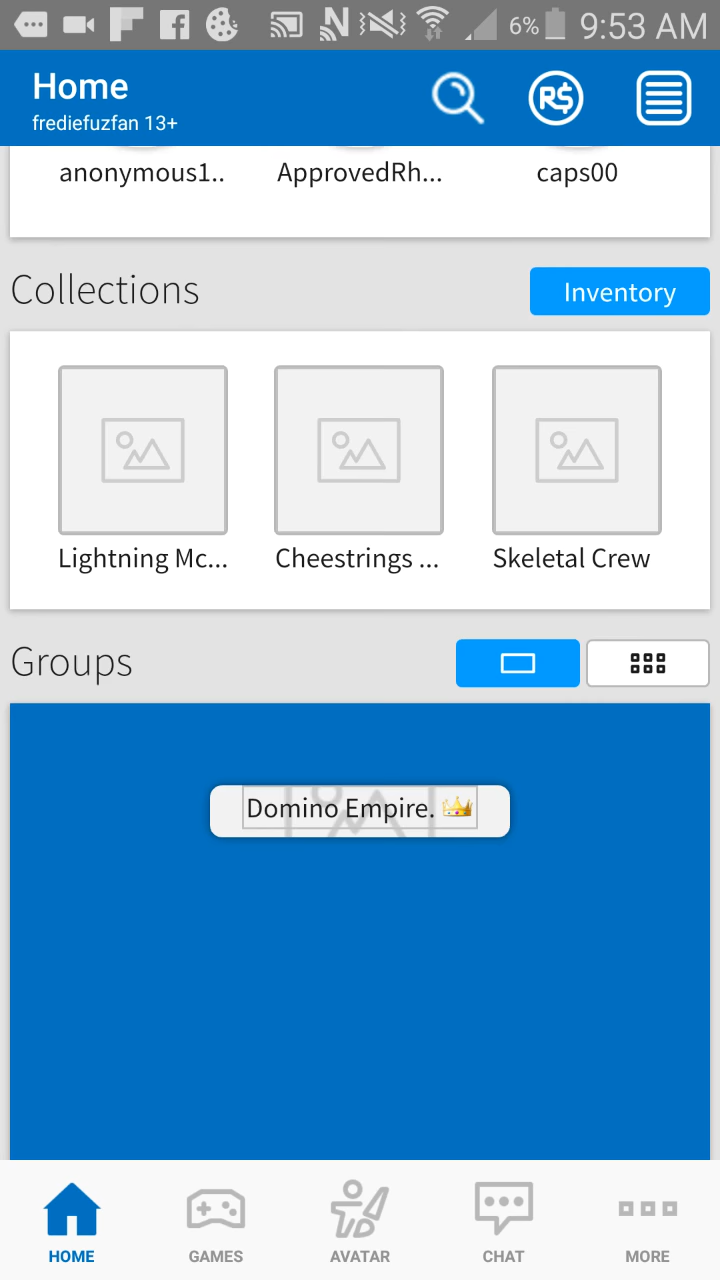 6% 9:53 AM
Home
frediefuzfan 13+
R$
anonymous1.. ApprovedRh... caps00
Collections
Inventory
Lightning Mc... Cheestrings ... Skeletal Crew
Groups
Domino Empire. 👑
HOME GAMES AVATAR CHAT MORE